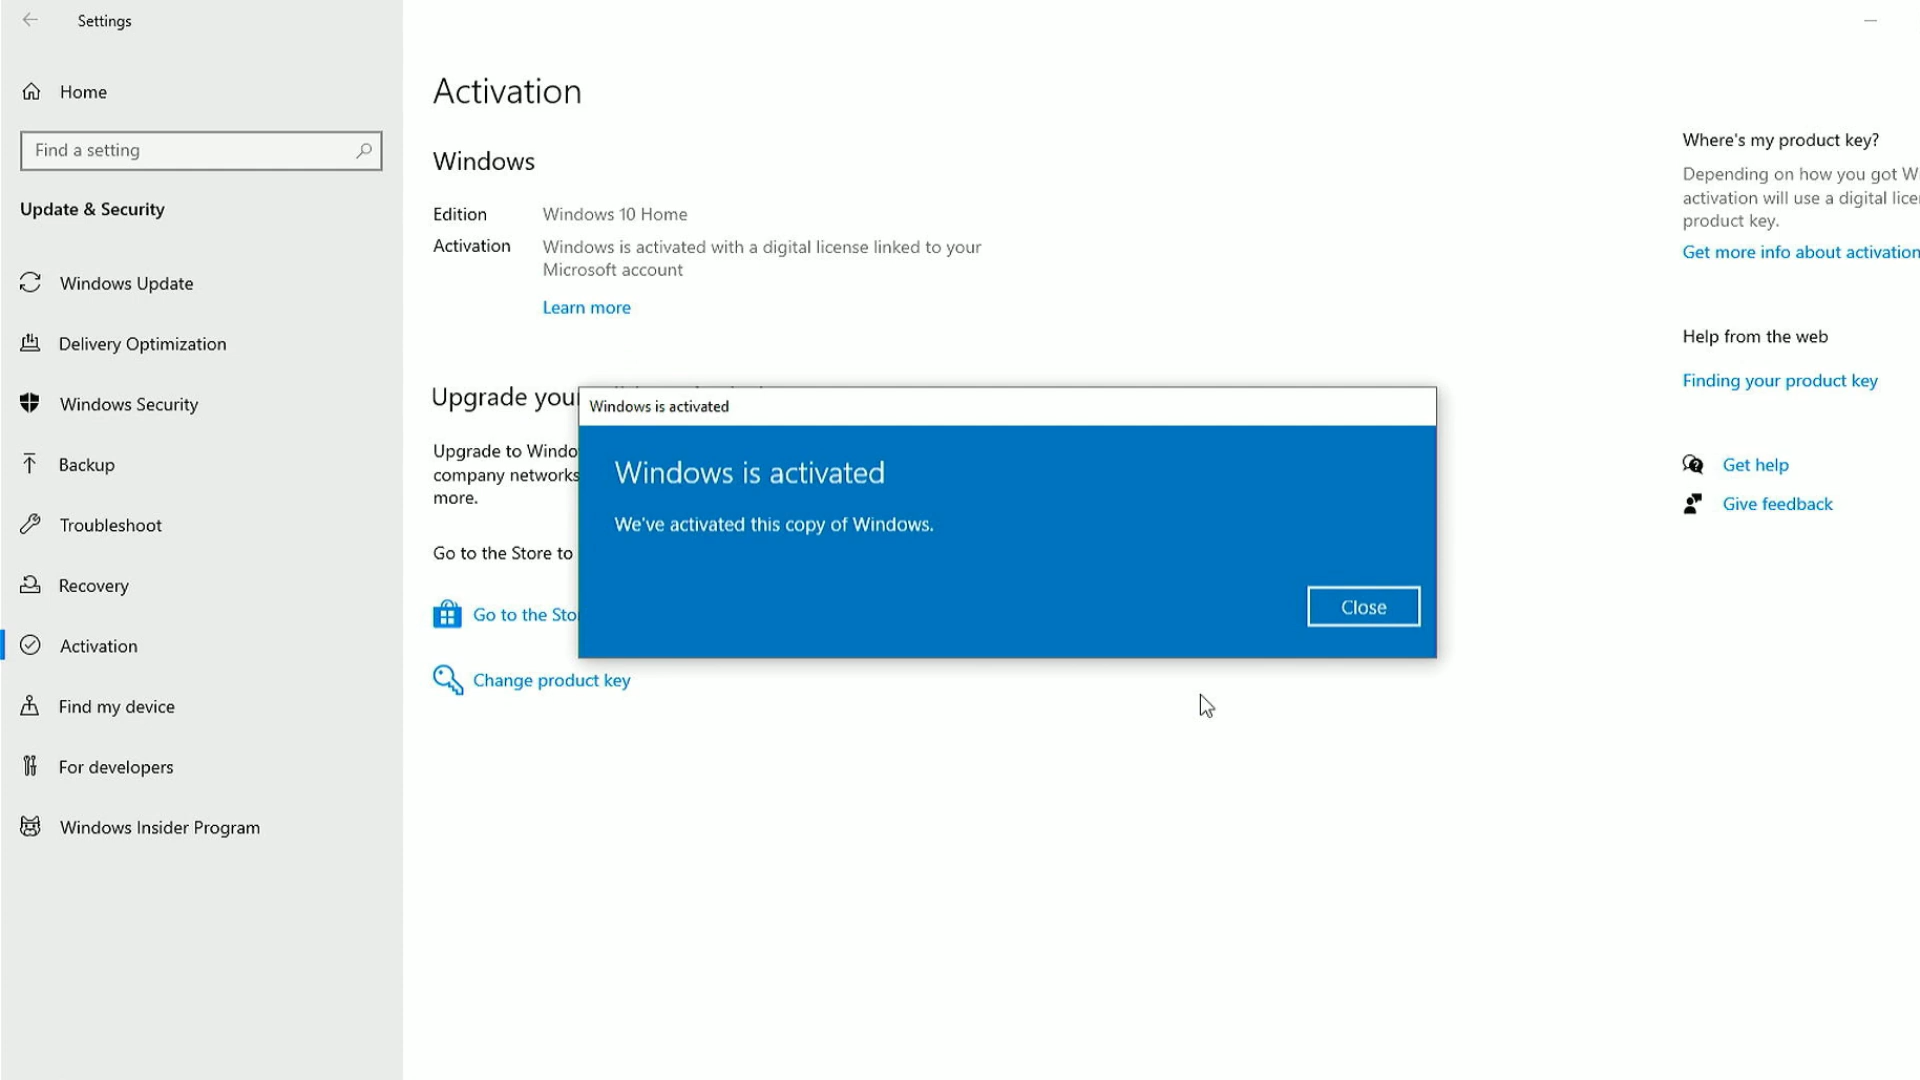 Settings
Home
Find a setting
Update & Security
Windows Update
Delivery Optimization
Windows Security
Backup
Troubleshoot
Recovery
Activation
Find my device
For developers
Windows Insider Program
Activation
Windows
Edition Windows 10 Home
Activation Windows is activated with a digital license linked to your
Microsoft account
Learn more
Upgrade your
Upgrade to Windo
company networks
more.
Go to the Store to
Go to the Sto
Change product key
Windows is activated
Windows is activated
We've activated this copy of Windows.
Close
Where's my product key?
Depending on how you got Wi
activation will use a digital lice
product key.
Get more info about activation
Help from the web
Finding your product key
Get help
Give feedback